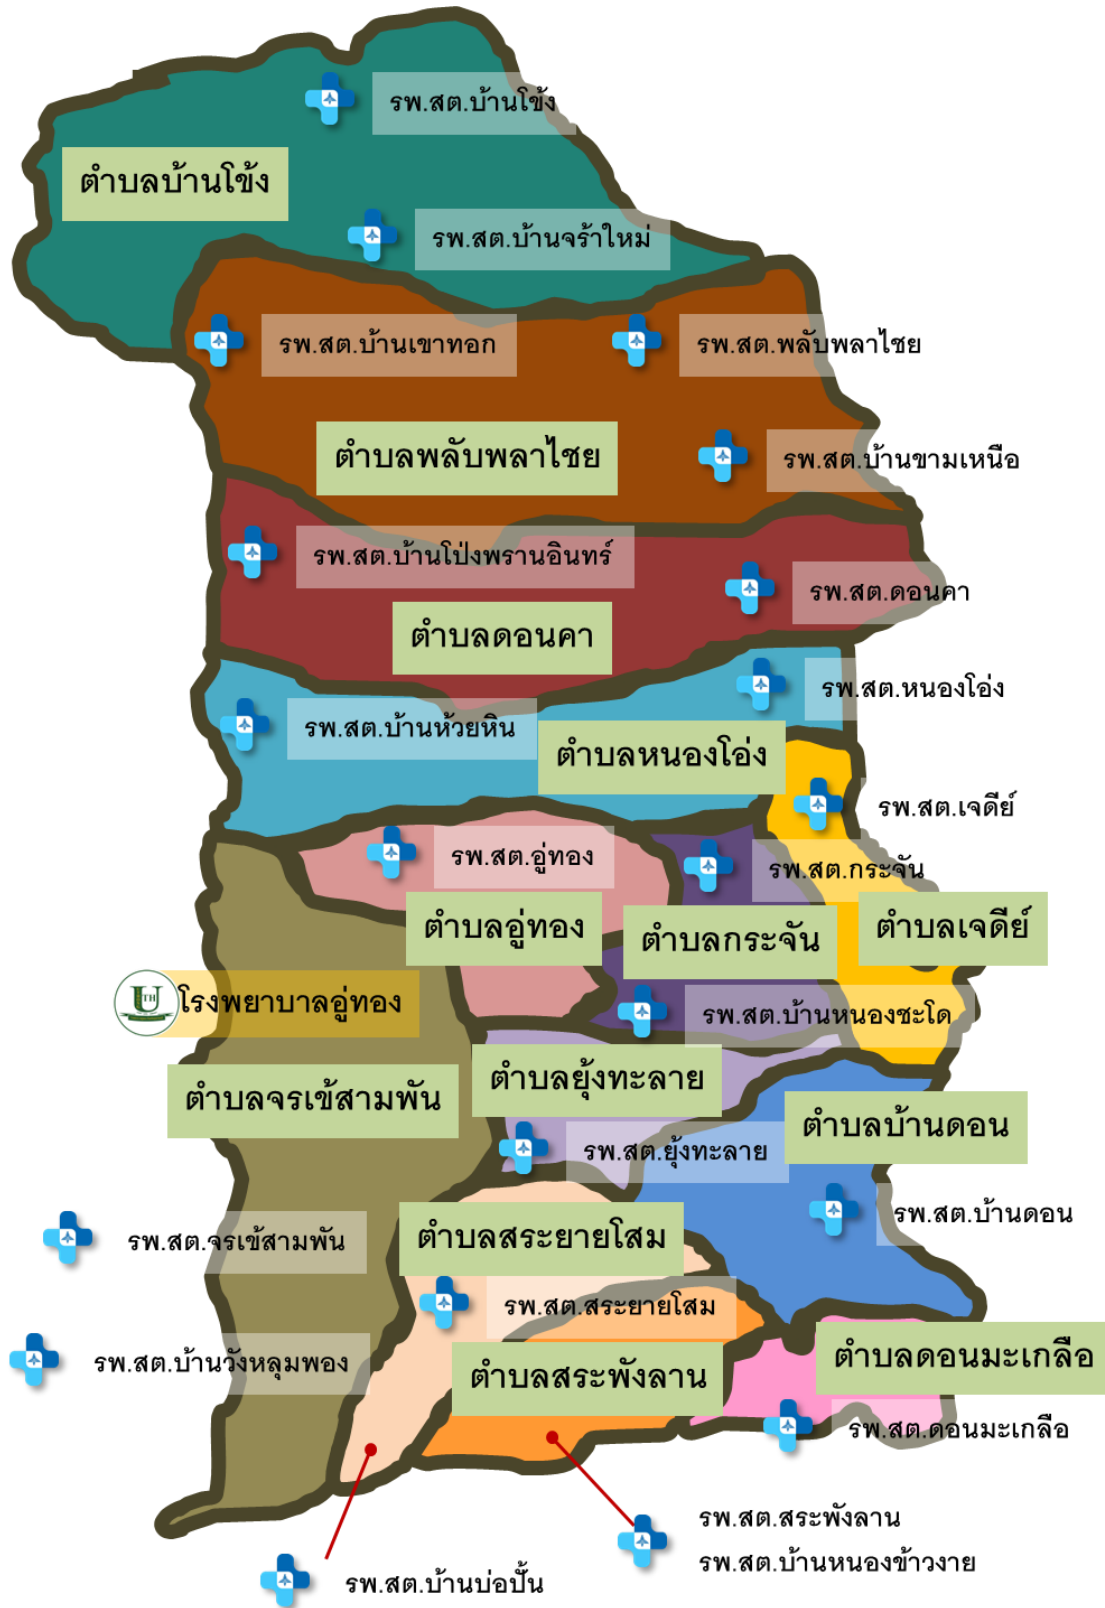 รพ.สต.บ้านโข้ง
ตำบลบ้านโข้ง
รพ.สต.บ้านจร้าใหม่
รพ.สต.บ้านเขาทอก
รพ.สต.พลับพลาไชย
ตำบลพลับพลาไชย
รพ.สต.บ้านขามเหนือ
รพ.สต.บ้านโป่งพรานอินทร์
รพ.สต.ดอนคา
ตำบลดอนคา
รพ.สต.หนองโอ่ง
รพ.สต.บ้านห้วยหิน
ตำบลหนองโอ่ง
รพ.สต.เจดีย์
รพ.สต.อู่ทอง
รพ.สต.กระจัน
ตำบลอู่ทอง
ตำบลกระจัน
ตำบลเจดีย์
U
TH
โรงพยาบาลอู่ทอง
รพ.สต.บ้านหนองชะโด
ตำบลยุ้งทะลาย
ตำบลจรเข้สามพัน
ตำบลบ้านดอน
รพ.สต.ยุ้งทะลาย
รพ.สต.บ้านดอน
รพ.สต.จรเข้สามพัน
ตำบลสระยายโสม
รพ.สต.สระยายโสม
รพ.สต.บ้านวังหลุมพอง
ตำบลสระพังลาน
ตำบลดอนมะเกลือ
รพ.สต.ดอนมะเกลือ
รพ.สต.สระพังลาน
รพ.สต.บ้านหนองข้าวงาย
รพ.สต.บ้านบ่อปั้น